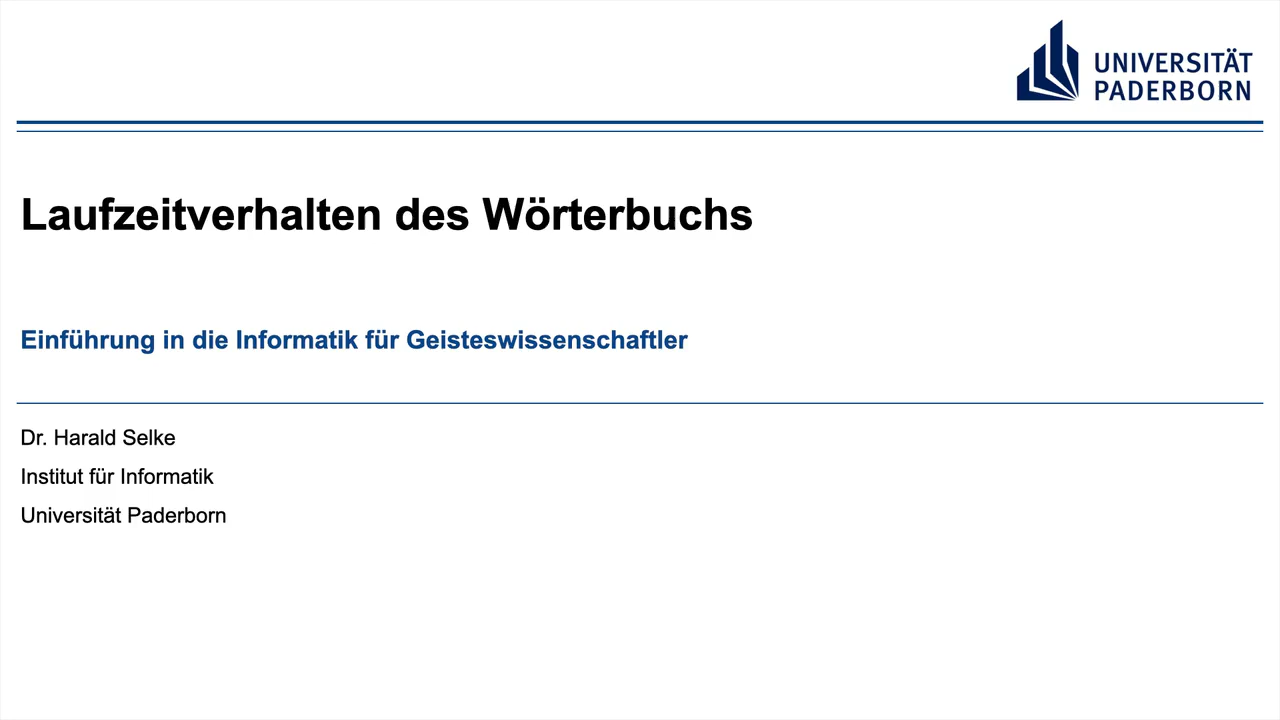 UNIVERSITÄT
PADERBORN
Laufzeitverhalten des Wörterbuchs
Einführung in die Informatik für Geisteswissenschaftler
Dr. Harald Selke
Institut für Informatik
Universität Paderborn